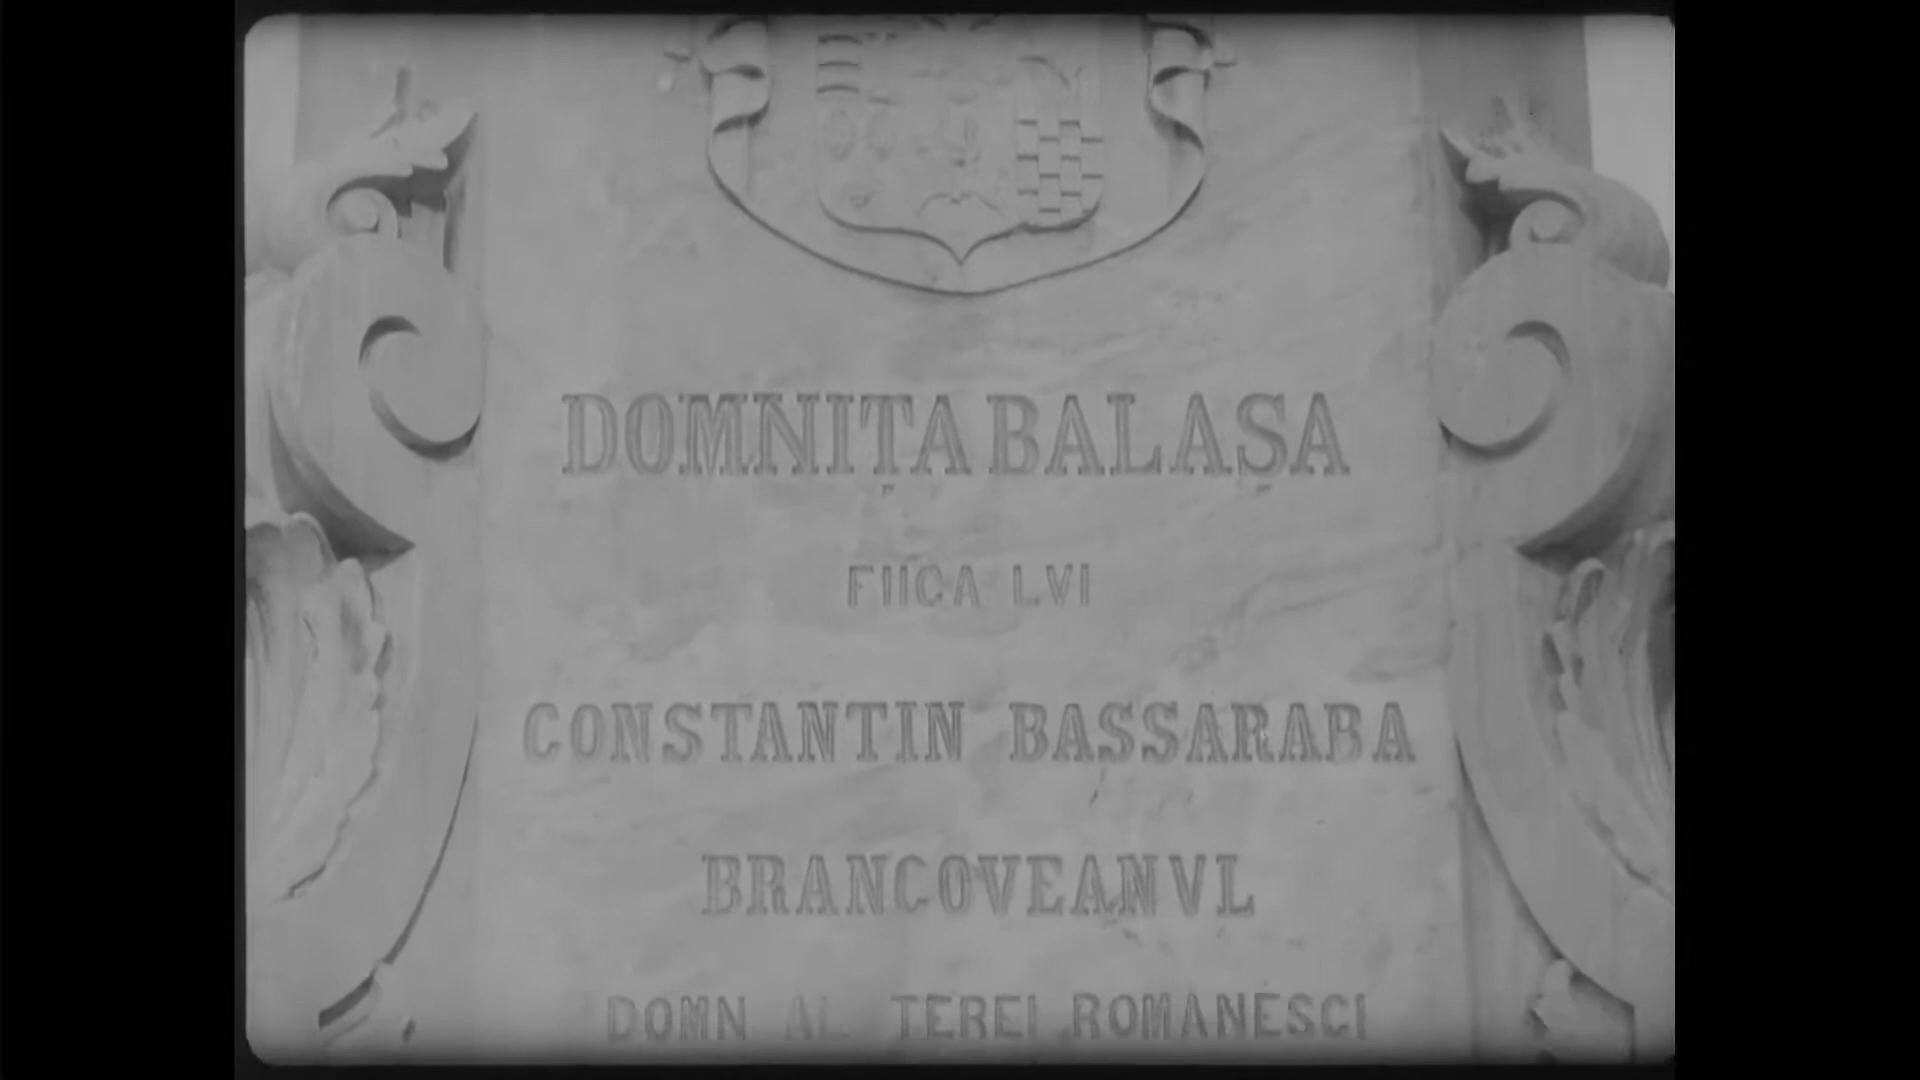 DOMNIȚA BALAȘA
FIICA LVI
CONSTANTIN BASSARABA
BRANCOVEANVL
DOMN AL TEREI ROMANESCI